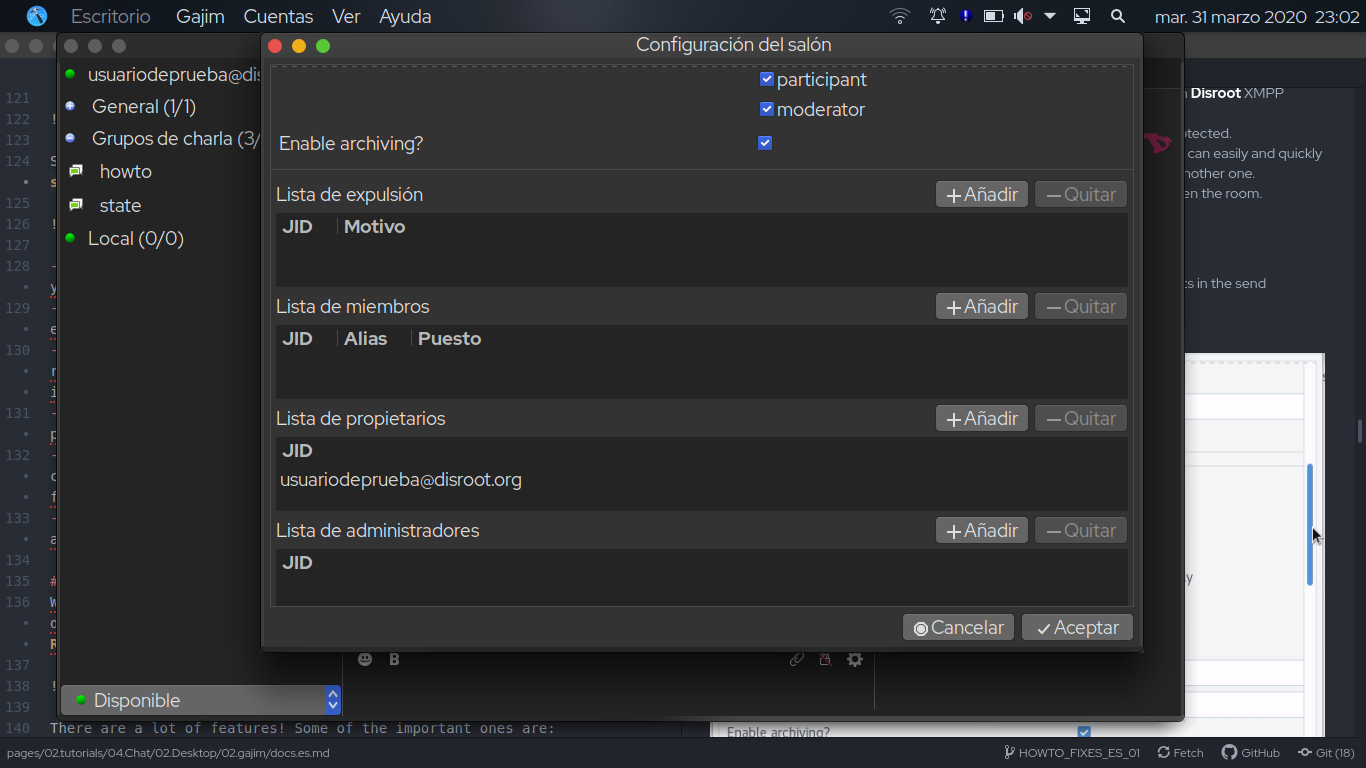 Escritorio Gajim Cuentas Ver Ayuda mar. 31 marzo 2020 23:02
Configuración del salón
usuariodeprueba@dis
General (1/1)
Grupos de charla (3/
howto
state
Local (0/0)
Disponible
participant
moderator
Enable archiving?
Lista de expulsión +Añadir −Quitar
JID Motivo
Lista de miembros +Añadir −Quitar
JID Alias Puesto
Lista de propietarios +Añadir −Quitar
JID
usuariodeprueba@disroot.org
Lista de administradores +Añadir −Quitar
JID
Cancelar Aceptar
B
Disroot XMPP
otected.
can easily and quickly
nother one.
en the room.
ts in the send
Enable archiving?
121
122 !
123
124 S
125
126 !
127
128 -
129 -
130 -
131 -
132 -
133 -
134
135 #
136 W
137
138 !
139
140 There are a lot of features! Some of the important ones are:
pages/02.tutorials/04.Chat/02.Desktop/02.gajim/docs.es.md HOWTO_FIXES_ES_01 Fetch GitHub Git (18)